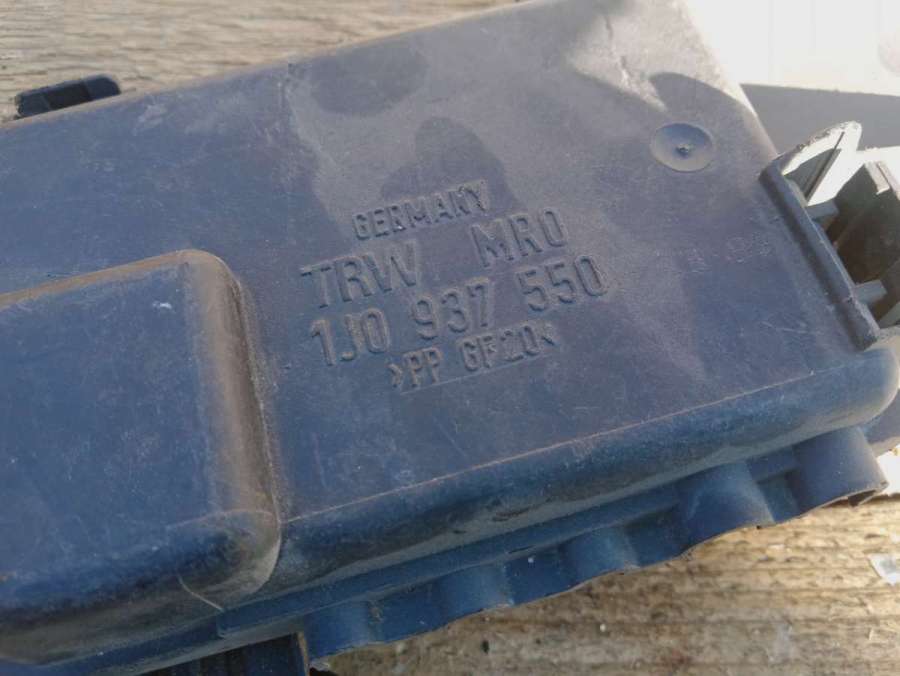 GERMANY
TRW MRO
1J0 937 550
>PP GF20<